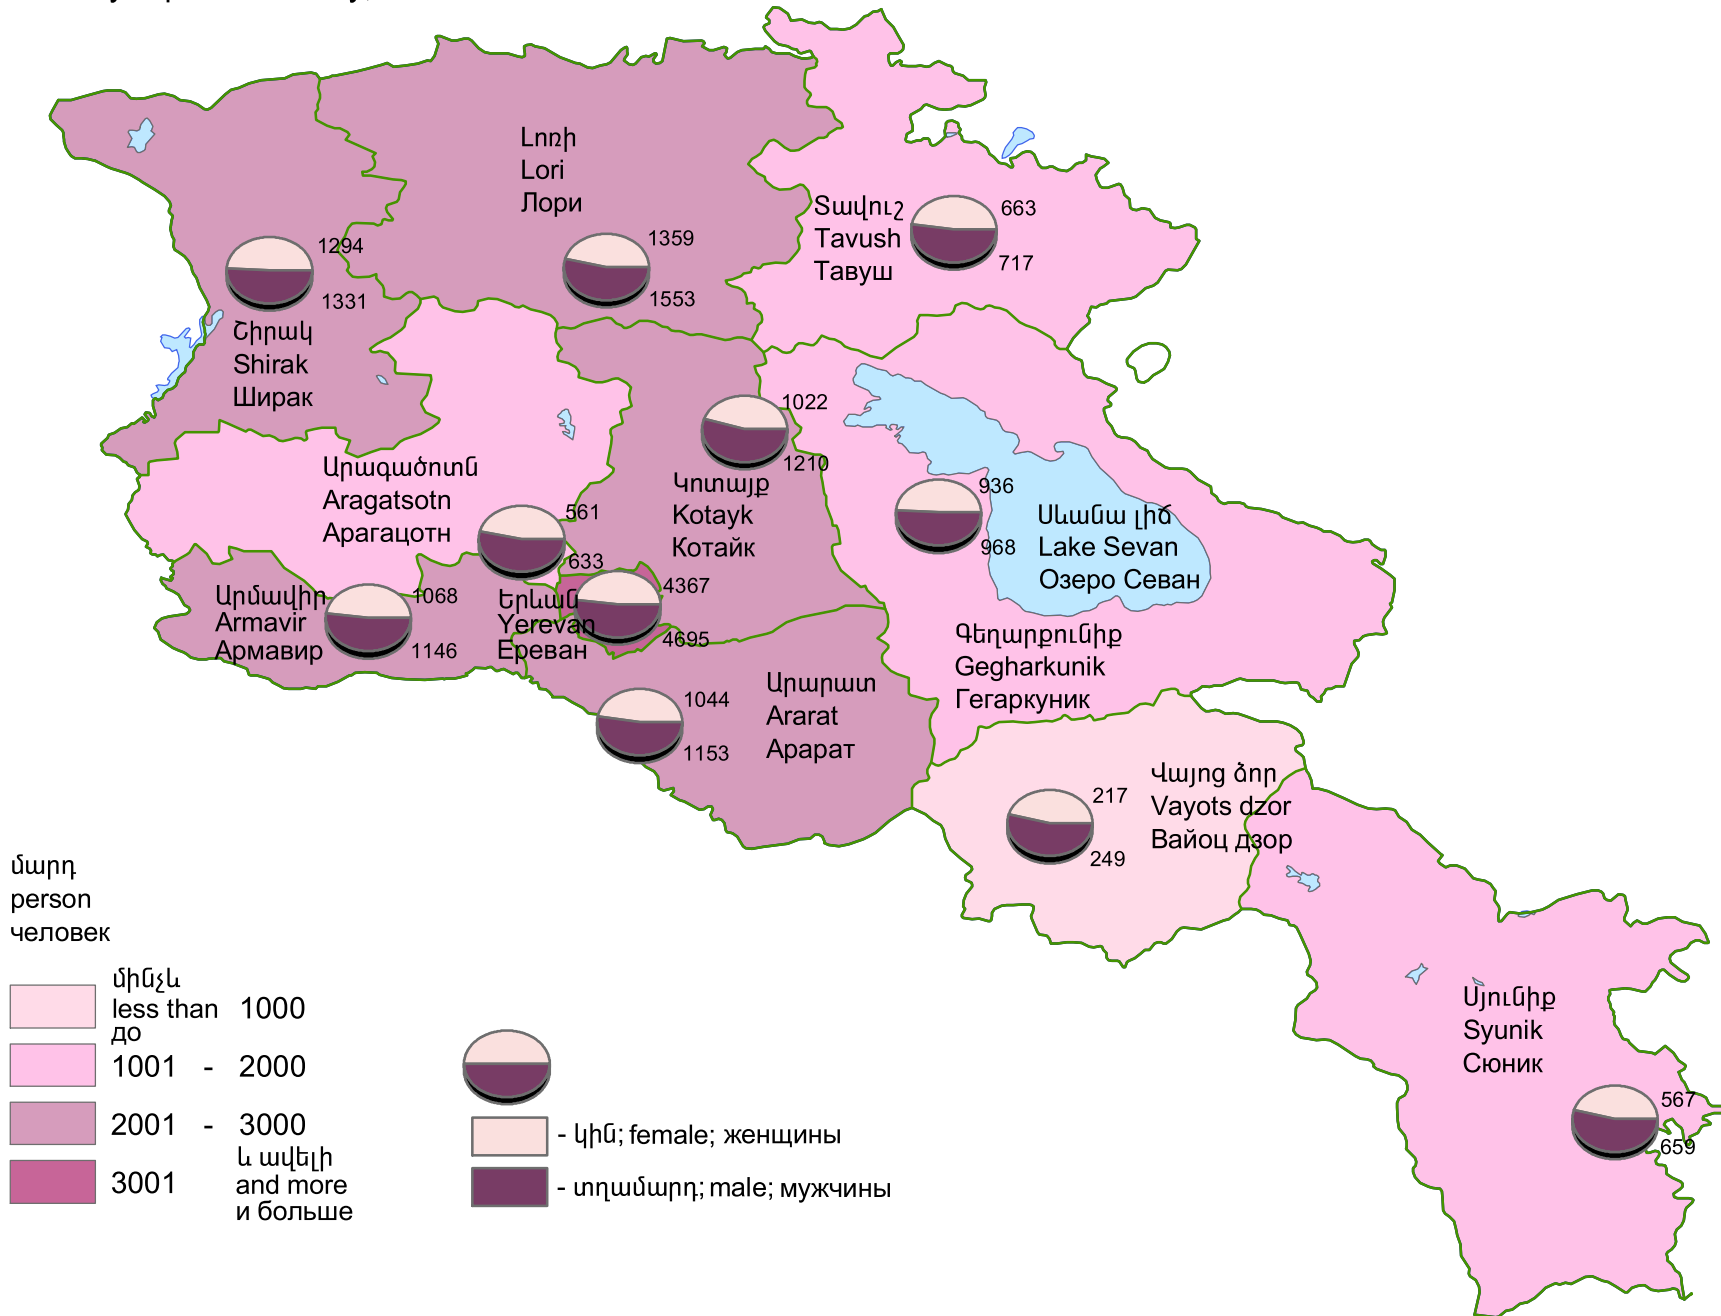 Լոռի
Lori
Лори
1359
1553
Տավուշ
Tavush
Тавуш
663
717
1294
1331
Շիրակ
Shirak
Ширак
1022
1210
Կոտայք
Kotayk
Котайк
Արագածոտն
Aragatsotn
Арагацотн
561
633
936
968
Սևանա լիճ
Lake Sevan
Озеро Севан
Արմավիր
Armavir
Армавир
1068
1146
Երևան
Yerevan
Ереван
4367
4695
Գեղարքունիք
Gegharkunik
Гегаркуник
1044
1153
Արարատ
Ararat
Арарат
217
249
Վայոց ձոր
Vayots dzor
Вайоц дзор
Սյունիք
Syunik
Сюник
567
659
մարդ
person
человек
մինչև
less than 1000
до
1001 - 2000
2001 - 3000
և ավելի
3001 and more
и больше
- կին; female; женщины
- տղամարդ; male; мужчины